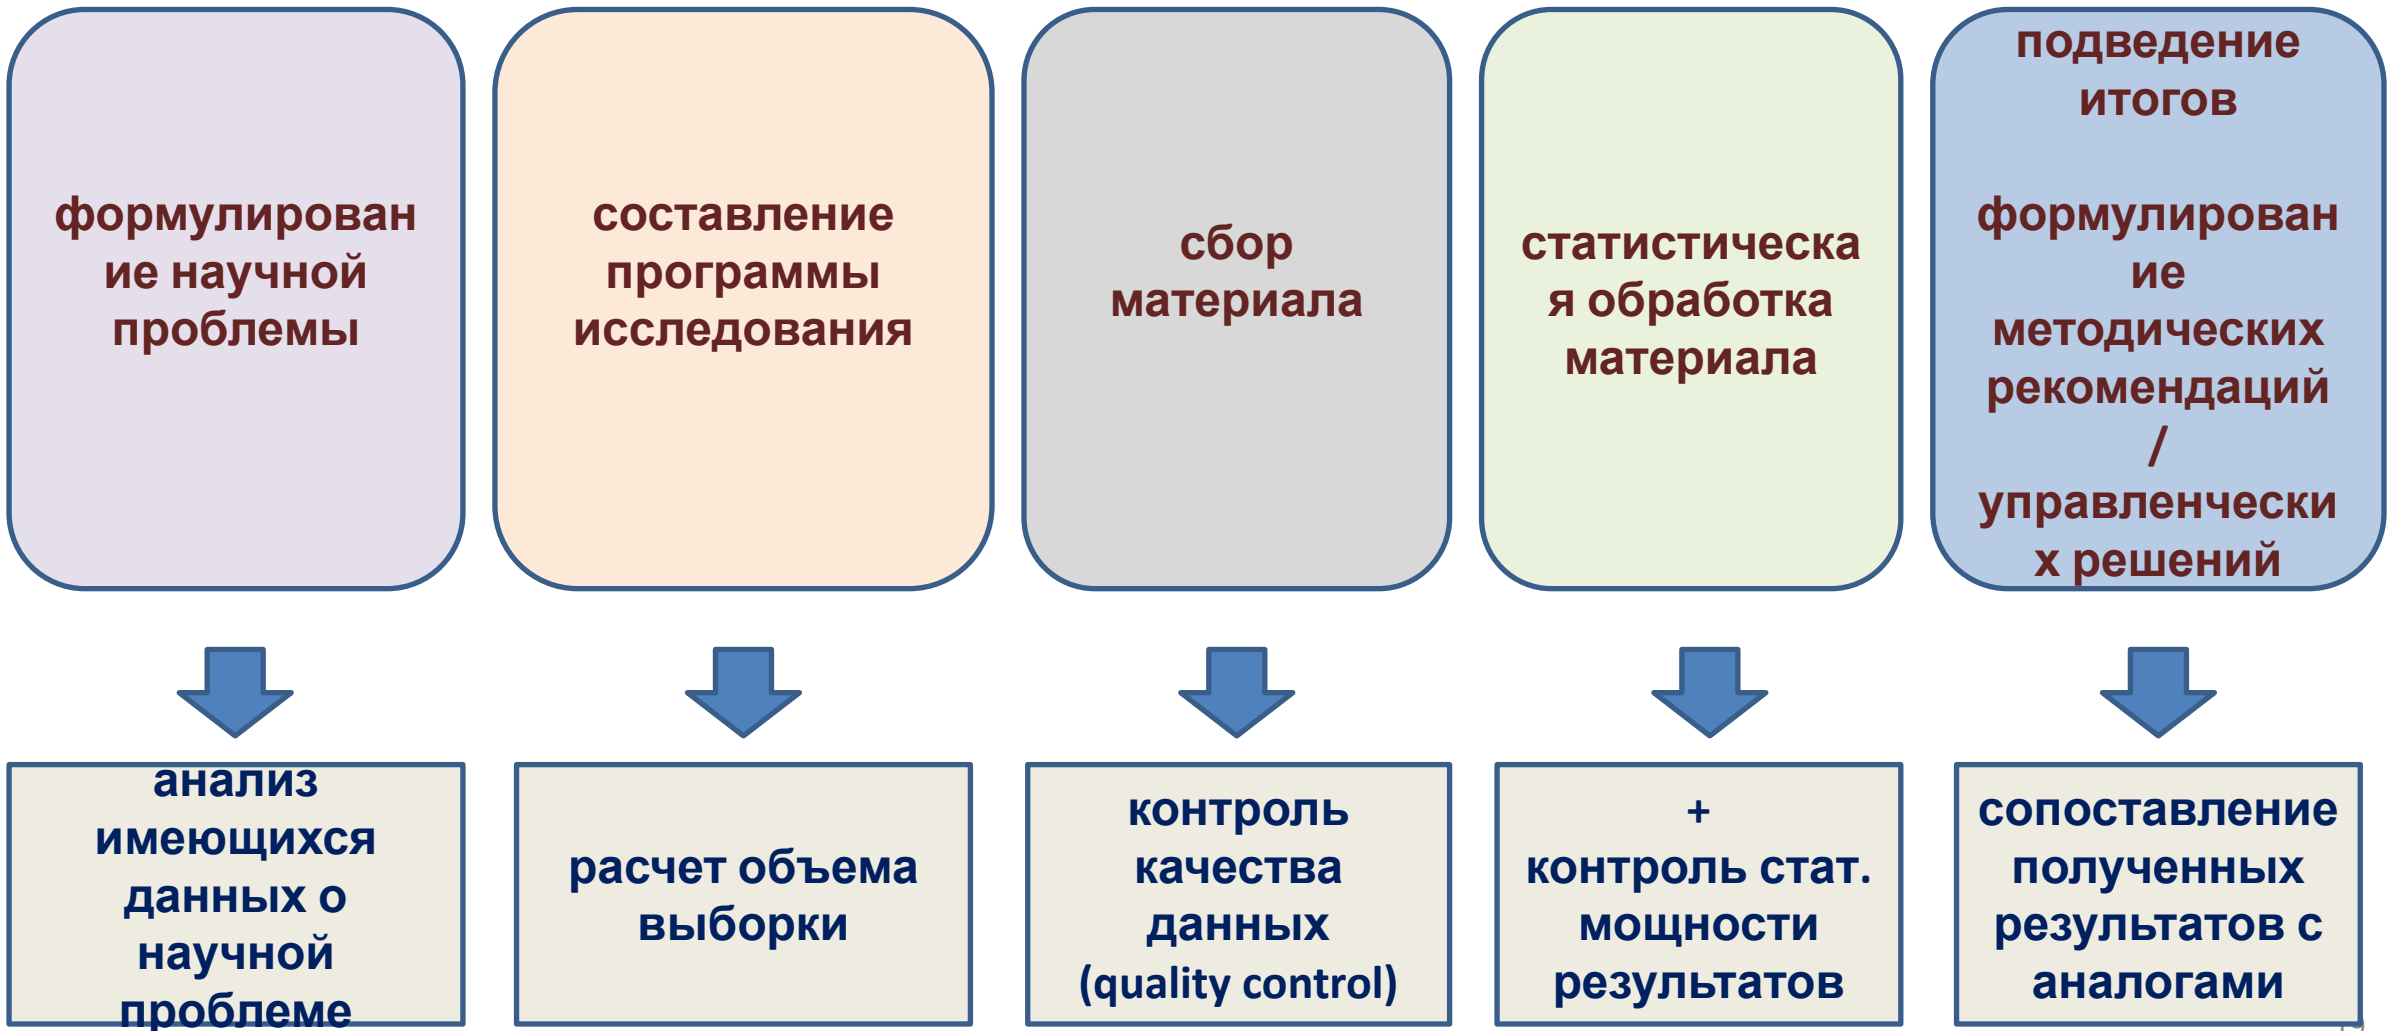 формулирован
ие научной
проблемы
составление
программы
исследования
сбор
материала
статистическа
я обработка
материала
подведение
итогов
формулирован
ие
методических
рекомендаций
/
управленчески
х решений
анализ
имеющихся
данных о
научной
проблеме
расчет объема
выборки
контроль
качества
данных
(quality control)
+
контроль стат.
мощности
результатов
сопоставление
полученных
результатов с
аналогами